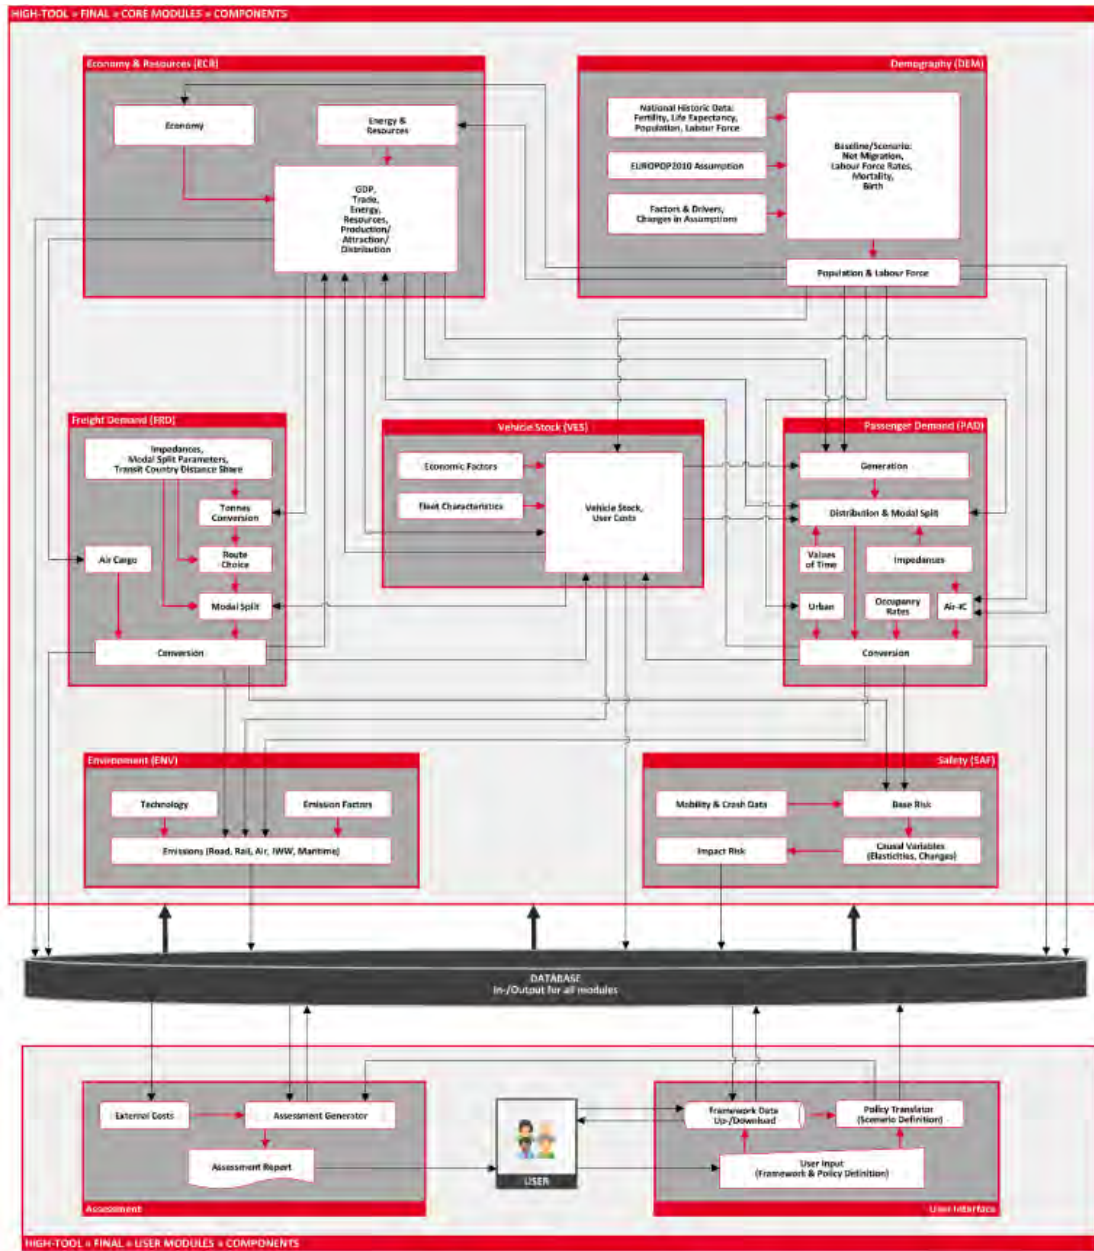 HIGH-TOOL » FINAL » CORE MODULES » COMPONENTS
Economy & Resources (ECR)
Economy
Energy &
Resources
GDP,
Trade,
Energy,
Resources,
Production/
Attraction/
Distribution
Demography (DEM)
National Historic Data:
Fertility, Life Expectancy,
Population, Labour Force
EUROPOP2010 Assumption
Factors & Drivers,
Changes in Assumptions
Baseline/Scenario:
Net Migration,
Labour Force Rates,
Mortality,
Birth
Population & Labour Force
Freight Demand (FRD)
Impedances,
Modal Split Parameters,
Transit Country Distance Share
Tonnes
Conversion
Air Cargo
Route
Choice
Modal Split
Conversion
Vehicle Stock (VES)
Economic Factors
Fleet Characteristics
Vehicle Stock,
User Costs
Passenger Demand (PAD)
Generation
Distribution & Modal Split
Values
of Time
Impedances
Urban
Occupancy
Rates
Air-IC
Conversion
Environment (ENV)
Technology
Emission Factors
Emissions (Road, Rail, Air, IWW, Maritime)
Safety (SAF)
Mobility & Crash Data
Base Risk
Impact Risk
Causal Variables
(Elasticities, Changes)
DATABASE
In-/Output for all modules
External Costs
Assessment Generator
Assessment Report
Assessment
USER
Framework Data
Up-/Download
Policy Translator
(Scenario Definition)
User Input
(Framework & Policy Definition)
User Interface
HIGH-TOOL » FINAL » USER MODULES » COMPONENTS